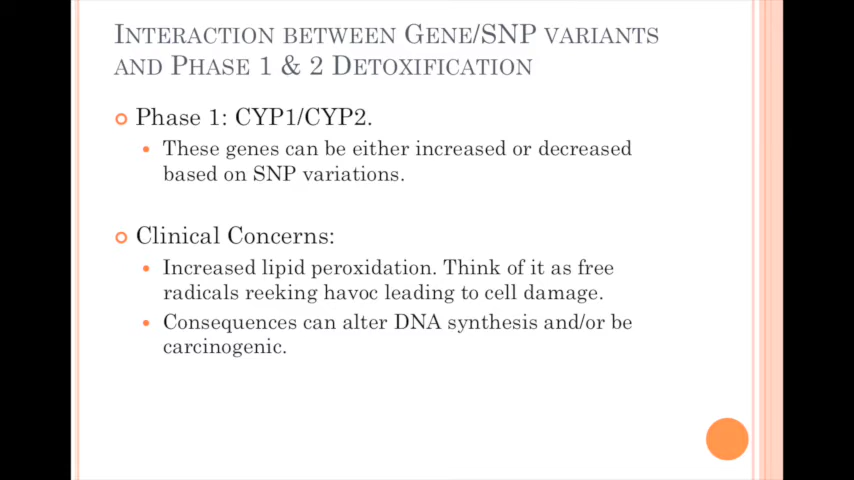 Interaction between Gene/SNP variants
and Phase 1 & 2 Detoxification
Phase 1: CYP1/CYP2.
These genes can be either increased or decreased
based on SNP variations.
Clinical Concerns:
Increased lipid peroxidation. Think of it as free
radicals reeking havoc leading to cell damage.
Consequences can alter DNA synthesis and/or be
carcinogenic.